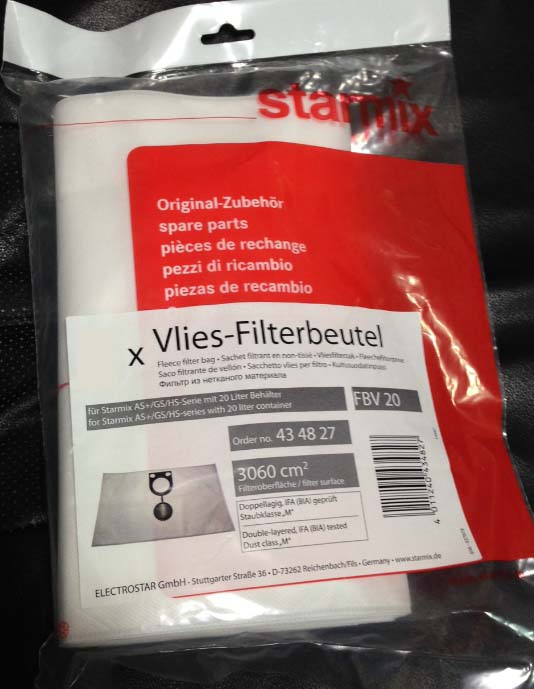 starmix
Original-Zubehör
spare parts
pièces de rechange
pezzi di ricambio
piezas de recambio
x Vlies-Filterbeutel
Fleece filter bag • Sachet filtrant en non-tissé • Vliesfilterzak •
Saco filtrante de vellón • Sacchetto vlies per filtro • Kuitusuodatinpussi
Фильтр из нетканого материала
für Starmix AS+/GS/HS-Serie mit 20 Liter Behälter
for Starmix AS+/GS/HS-series with 20 liter container
FBV 20
Order no. 43 48 27
3060 cm²
Filteroberfläche / filter surface
Doppellagig, IFA (BIA) geprüft
Staubklasse „M"
Double-layered, IFA (BIA) tested
Dust class „M"
4 011240 434827
ELECTROSTAR GmbH • Stuttgarter Straße 36 • D-73262 Reichenbach/Fils • Germany • www.starmix.de